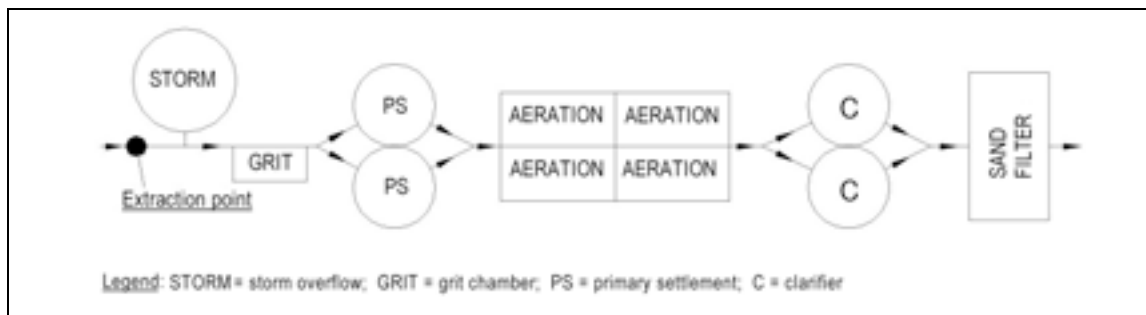 STORM
Extraction point
GRIT
PS
PS
AERATION AERATION
AERATION AERATION
C
C
SAND
FILTER
Legend: STORM = storm overflow; GRIT = grit chamber; PS = primary settlement; C = clarifier